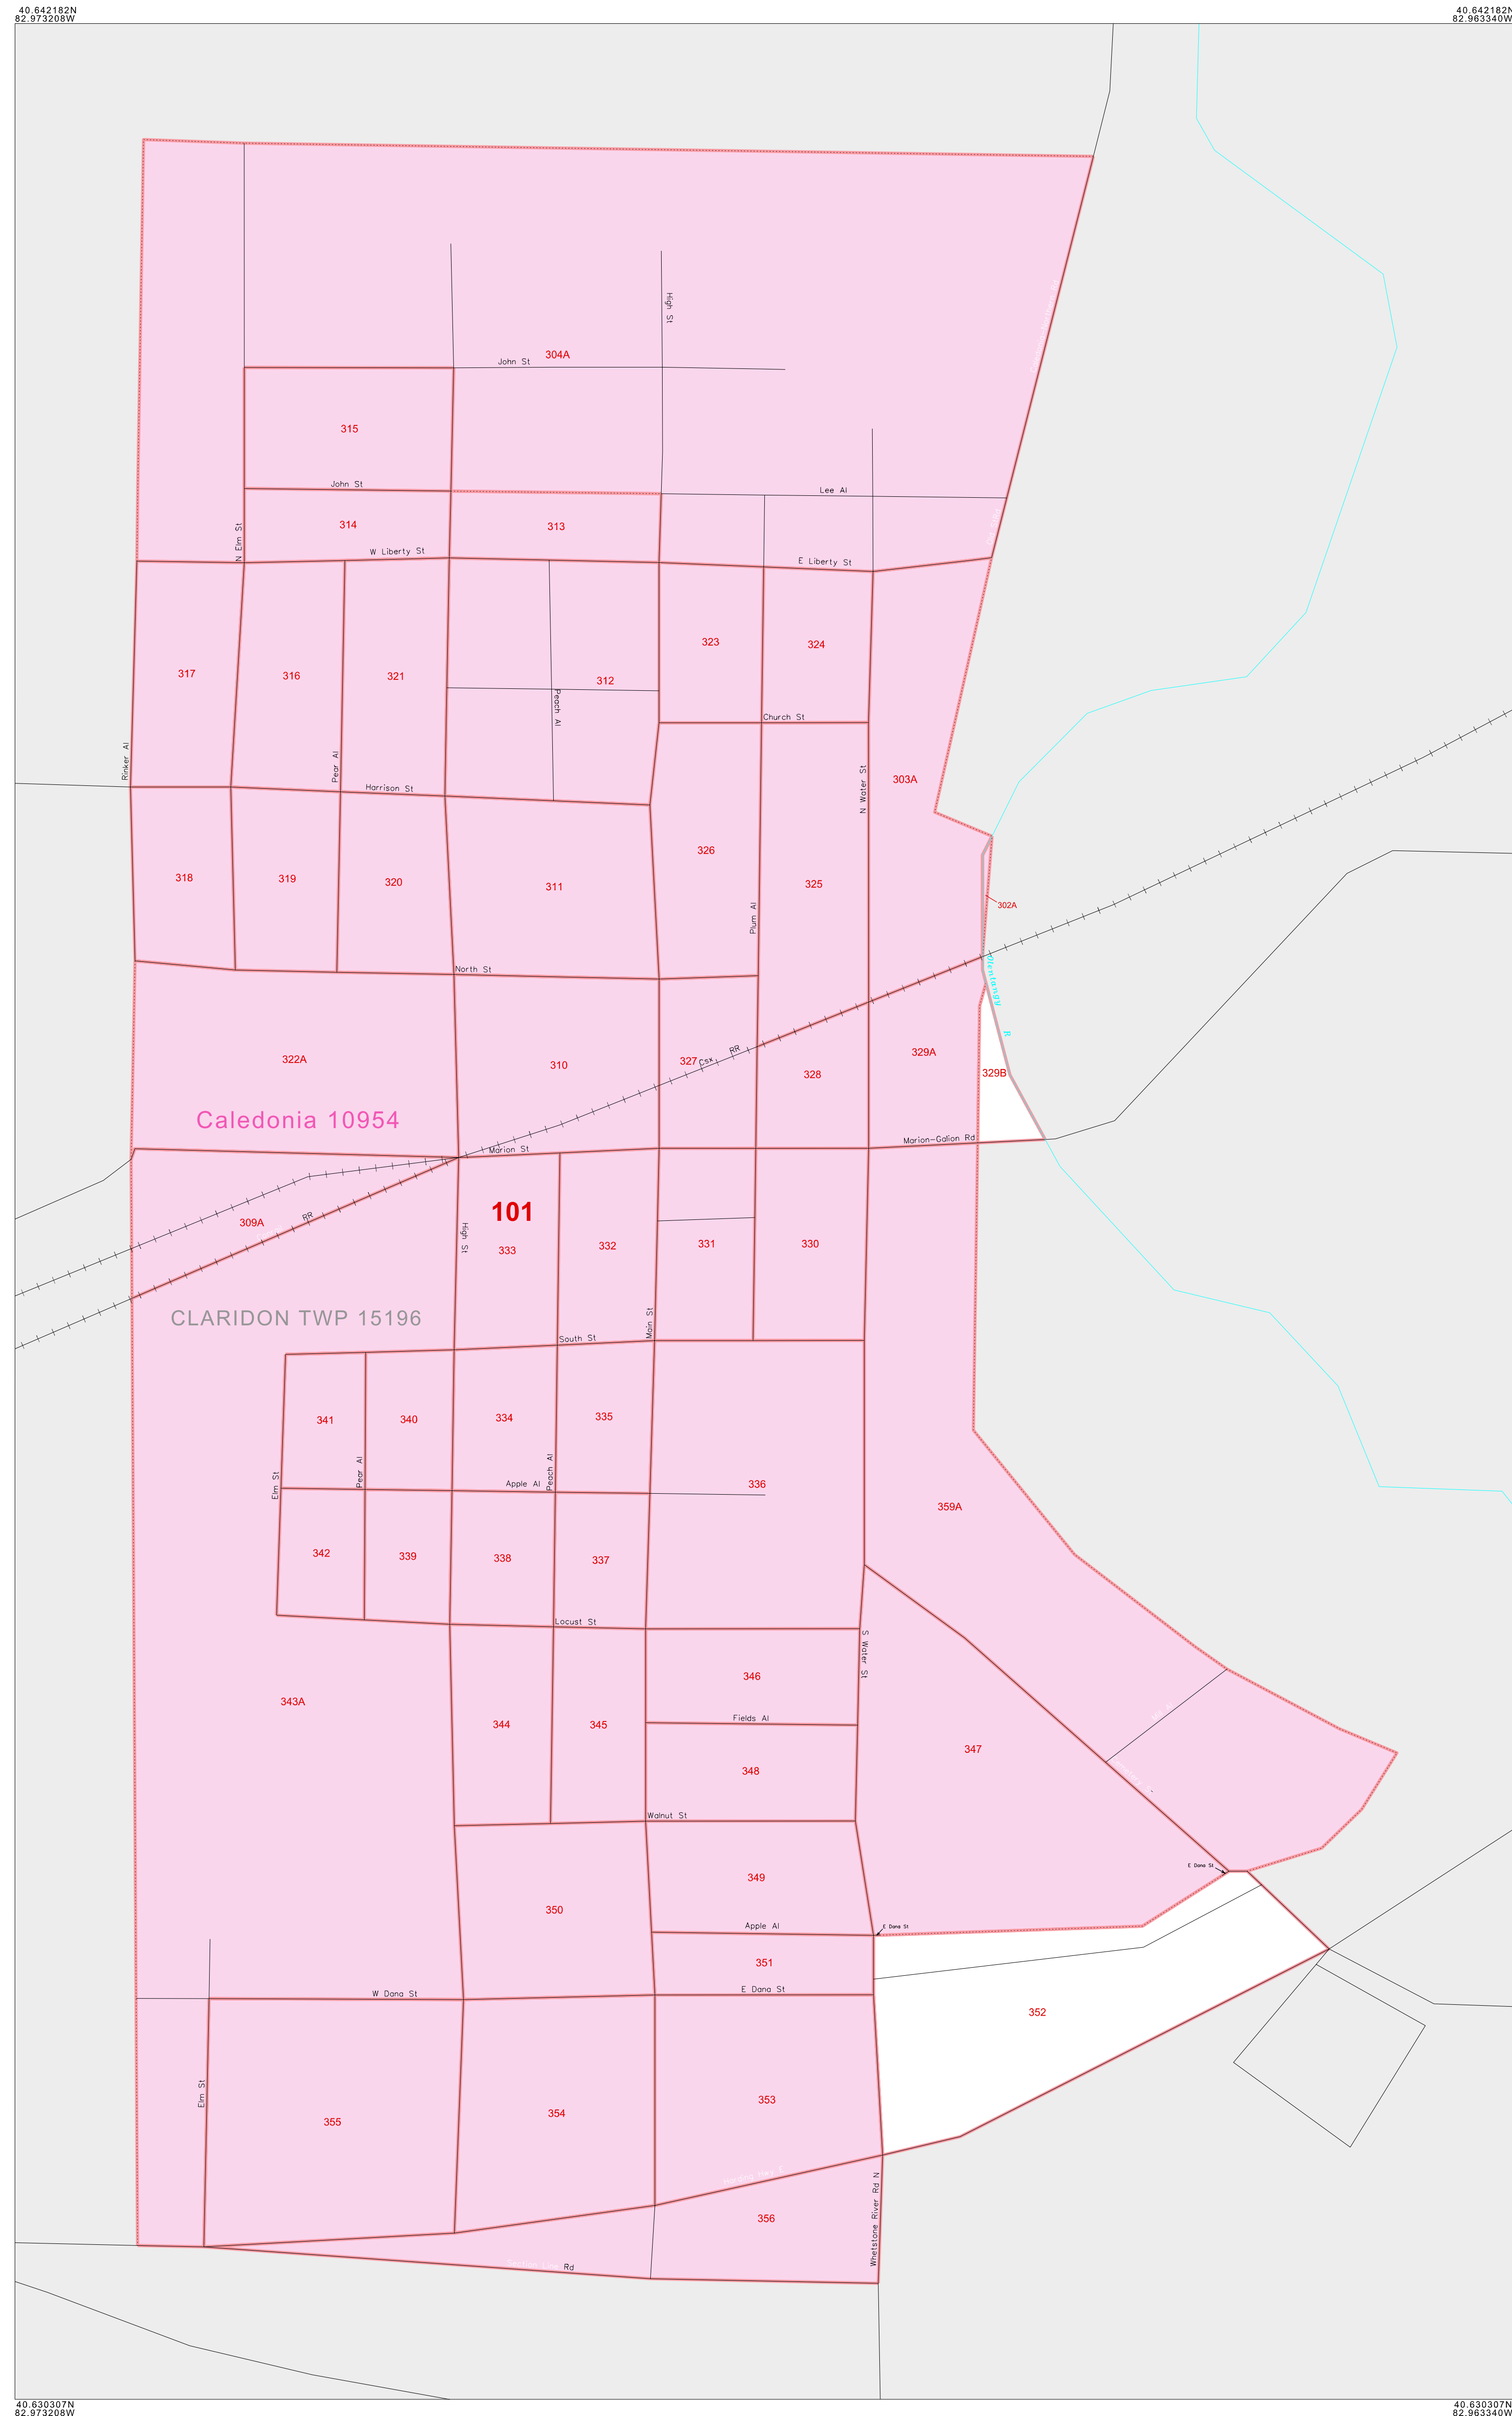 40.642182N
82.973208W
40.642182N
82.963340W
High St
304A
John St
315
John St
Lee Al
314
313
N Elm St
W Liberty St
E Liberty St
323
324
317
316
321
312
Peach Al
Church St
Rinker Al
Pear Al
N Water St
303A
Harrison St
326
318
319
320
311
325
302A
Plum Al
North St
Olentangy R
322A
310
327
Csx RR
328
329A
329B
Caledonia 10954
Marion St
Marion-Galion Rd
101
309A
RR
High St
333
332
331
330
CLARIDON TWP 15196
South St
Main St
341
340
334
335
Elm St
Pear Al
Apple Al
Peach Al
336
359A
342
339
338
337
Locust St
S Water St
346
343A
344
345
Fields Al
347
348
Walnut St
E Dana St
349
350
Apple Al
E Dana St
351
W Dana St
E Dana St
352
Elm St
353
354
355
Harding Hwy E
Whetstone River Rd N
356
Section Line Rd
40.630307N
82.973208W
40.630307N
82.963340W